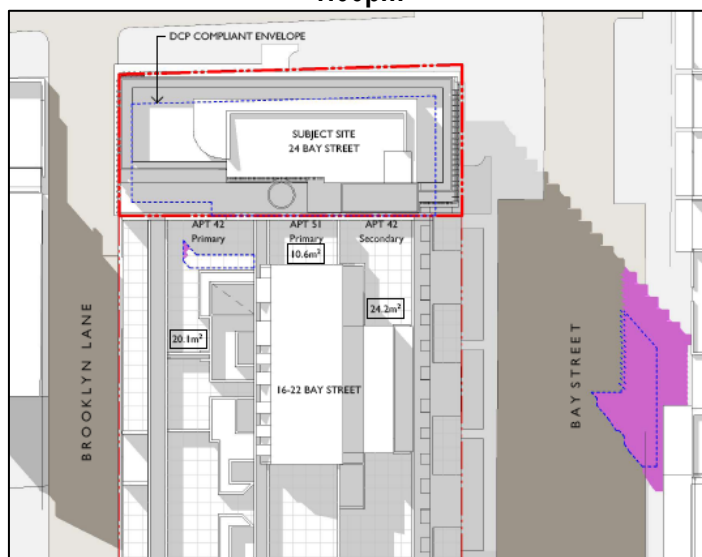 DCP COMPLIANT ENVELOPE
SUBJECT SITE
24 BAY STREET
APT 42
Primary
APT 51
Primary
APT 42
Secondary
10.6m²
24.2m²
20.1m²
16-22 BAY STREET
BROOKLYN LANE
BAY STREET